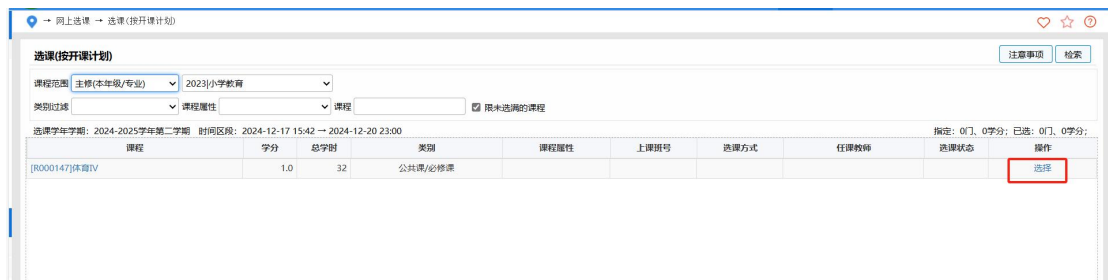 → 网上选课 → 选课(按开课计划)
选课(按开课计划) 注意事项 检索
课程范围 主修(本年级/专业) 2023|小学教育
类别过滤 课程属性 课程 限未选满的课程
选课学年学期：2024-2025学年第二学期 时间区段：2024-12-17 15:42 → 2024-12-20 23:00 指定：0门、0学分；已选：0门、0学分；
课程 学分 总学时 类别 课程属性 上课班号 选课方式 任课教师 选课状态 操作
[R000147]体育IV 1.0 32 公共课/必修课 选择